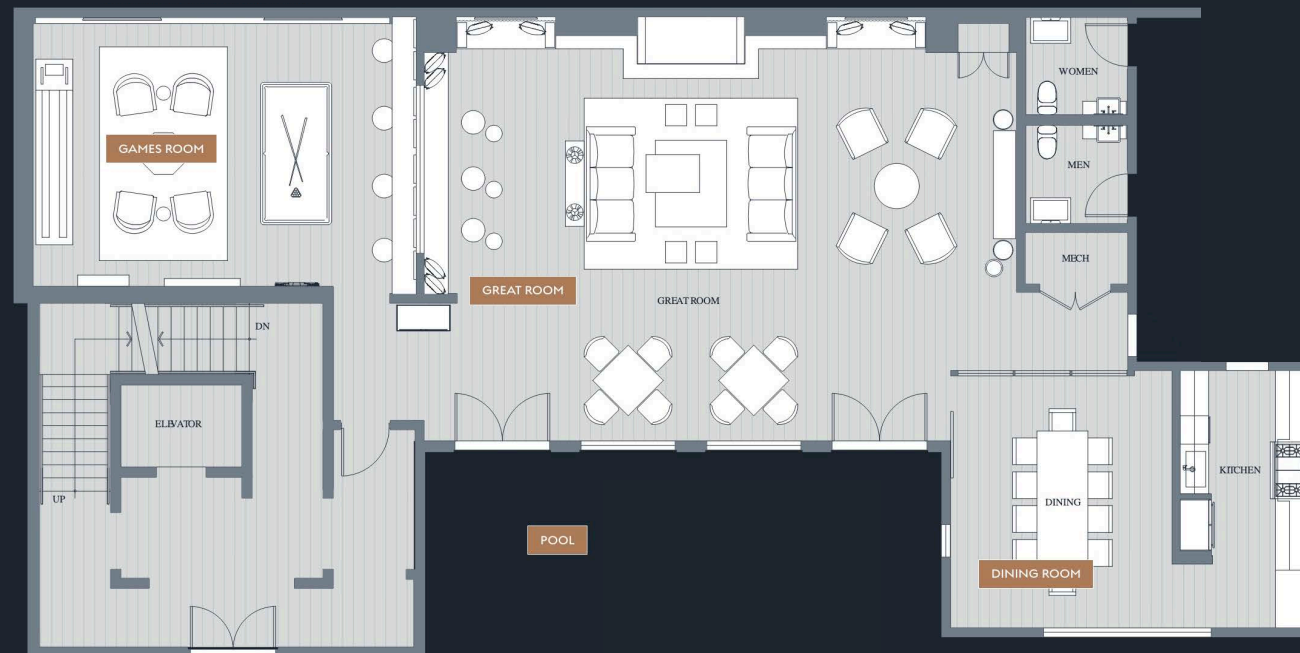 WOMEN
GAMES ROOM
MEN
MECH
GREAT ROOM
GREAT ROOM
DN
ELEVATOR
KITCHEN
UP
DINING
POOL
DINING ROOM